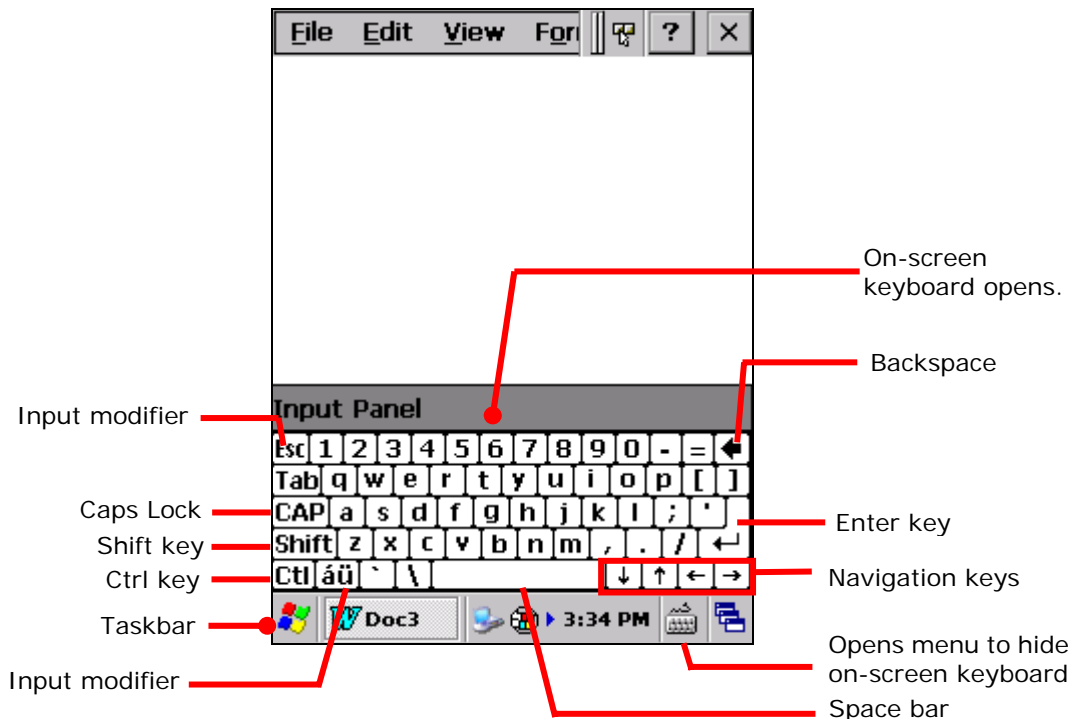 File Edit View For ?
On-screen
keyboard opens.
Backspace
Input Panel
Input modifier
Esc 1 2 3 4 5 6 7 8 9 0 - =
Tab q w e r t y u i o p [ ]
Caps Lock
CAP a s d f g h j k l ; '
Enter key
Shift key
Shift z x c v b n m , . /
Ctrl key
Ctl áü ` \ ↓ ↑ ← →
Navigation keys
Taskbar
Doc3 3:34 PM
Opens menu to hide
on-screen keyboard
Input modifier
Space bar